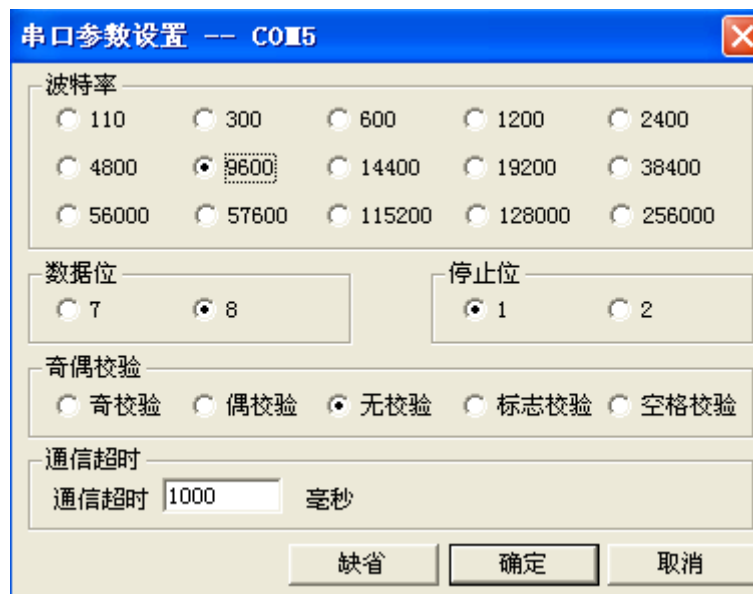 串口参数设置 -- COM5
波特率
110 300 600 1200 2400
4800 9600 14400 19200 38400
56000 57600 115200 128000 256000
数据位 停止位
7 8 1 2
奇偶校验
奇校验 偶校验 无校验 标志校验 空格校验
通信超时
通信超时 1000 毫秒
缺省 确定 取消